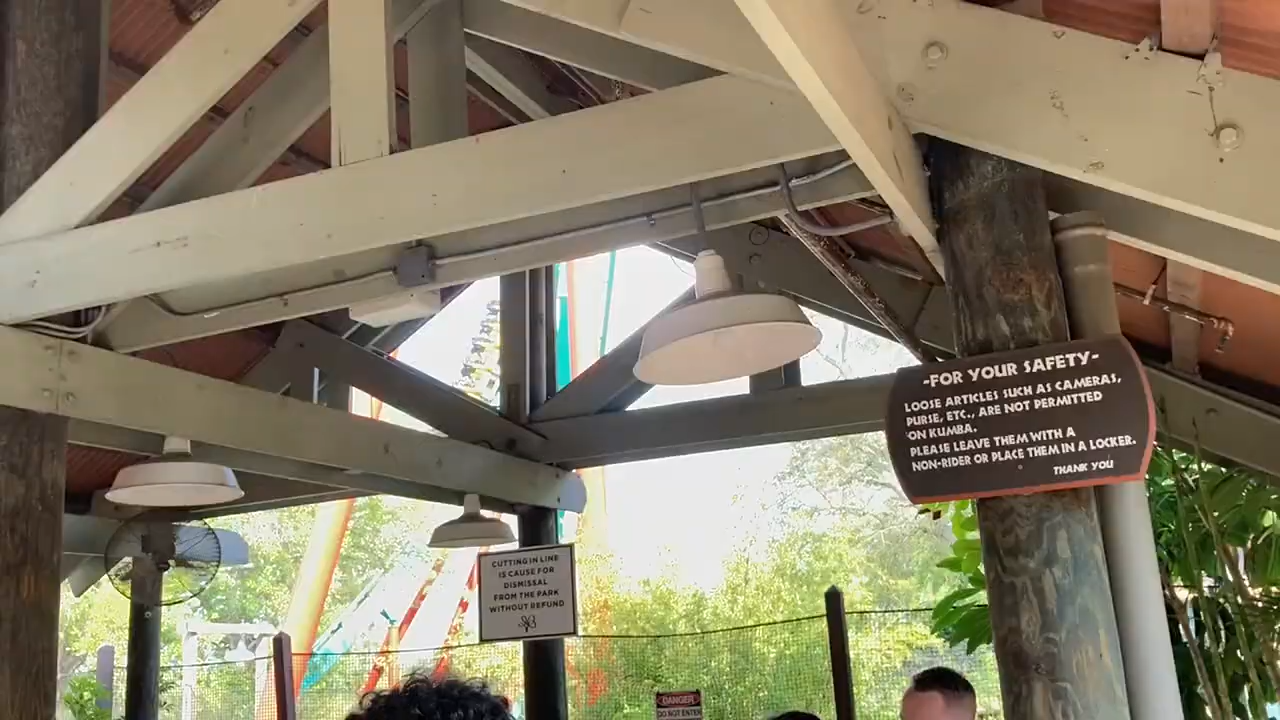 -FOR YOUR SAFETY-
LOOSE ARTICLES SUCH AS CAMERAS,
PURSE, ETC., ARE NOT PERMITTED
ON KUMBA.
PLEASE LEAVE THEM WITH A
NON-RIDER OR PLACE THEM IN A LOCKER.
THANK YOU
CUTTING IN LINE
IS CAUSE FOR
DISMISSAL
FROM THE PARK
WITHOUT REFUND
DANGER
DO NOT ENTER